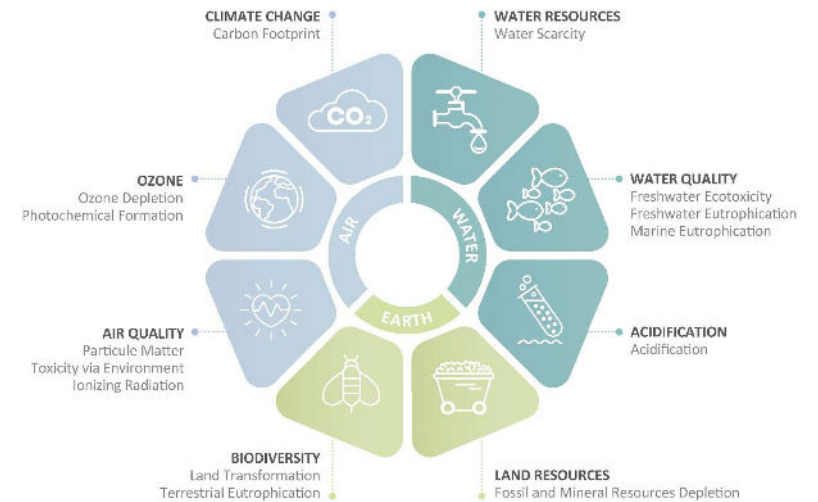 CLIMATE CHANGE
Carbon Footprint
WATER RESOURCES
Water Scarcity
CO2
OZONE
Ozone Depletion
Photochemical Formation
WATER QUALITY
Freshwater Ecotoxicity
Freshwater Eutrophication
Marine Eutrophication
AIR
WATER
EARTH
AIR QUALITY
Particule Matter
Toxicity via Environment
Ionizing Radiation
ACIDIFICATION
Acidification
BIODIVERSITY
Land Transformation
Terrestrial Eutrophication
LAND RESOURCES
Fossil and Mineral Resources Depletion